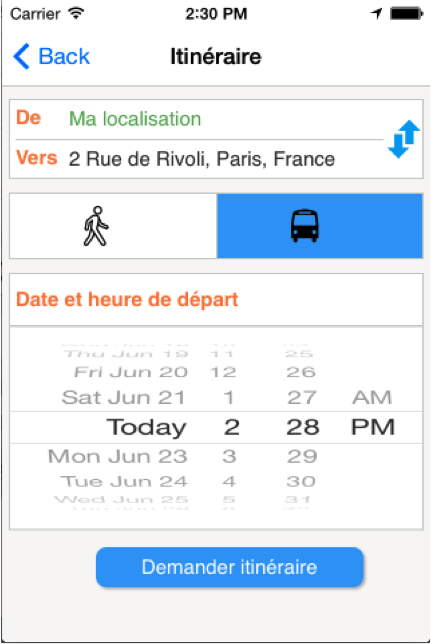 Carrier 2:30 PM
Back Itinéraire
De Ma localisation
Vers 2 Rue de Rivoli, Paris, France
Date et heure de départ
Thu Jun 19 11 25
Fri Jun 20 12 26
Sat Jun 21 1 27 AM
Today 2 28 PM
Mon Jun 23 3 29
Tue Jun 24 4 30
Wed Jun 25 5 31
Demander itinéraire